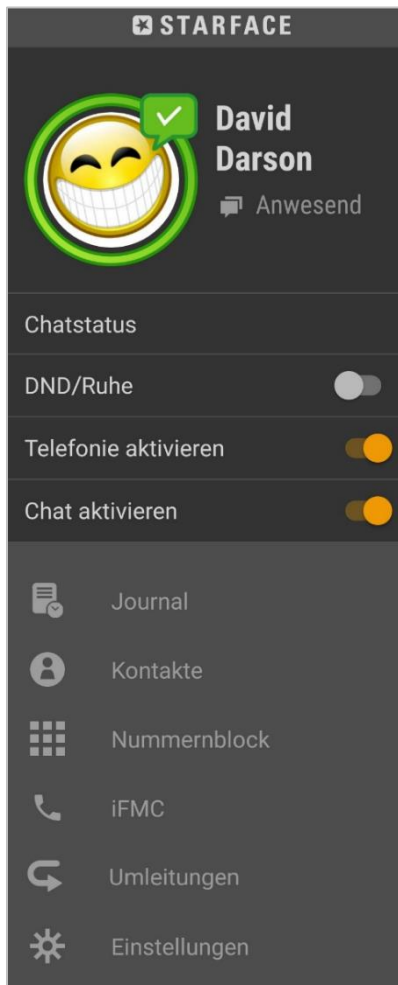 STARFACE
David
Darson
Anwesend
Chatstatus
DND/Ruhe
Telefonie aktivieren
Chat aktivieren
Journal
Kontakte
Nummernblock
iFMC
Umleitungen
Einstellungen